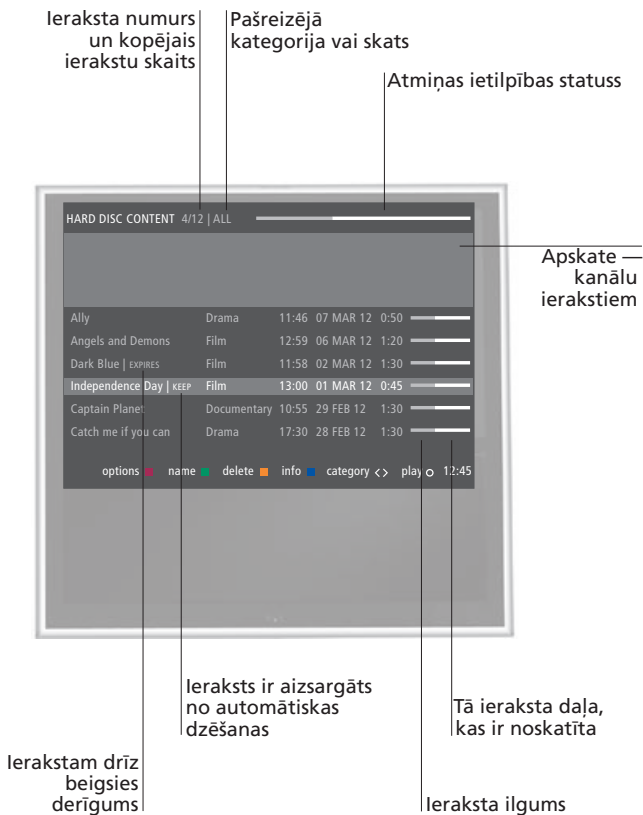 Ieraksta numurs
un kopējais
ierakstu skaits
Pašreizējā
kategorija vai skats
Atmiņas ietilpības statuss
HARD DISC CONTENT 4/12 | ALL
Apskate —
kanālu
ierakstiem
Ally Drama 11:46 07 MAR 12 0:50
Angels and Demons Film 12:59 06 MAR 12 1:20
Dark Blue | EXPIRES Film 11:58 02 MAR 12 1:30
Independence Day | KEEP Film 13:00 01 MAR 12 0:45
Captain Planet Documentary 10:55 29 FEB 12 1:30
Catch me if you can Drama 17:30 28 FEB 12 1:30
options name delete info category <> play 12:45
Ieraksts ir aizsargāts
no automātiskas
dzēšanas
Tā ieraksta daļa,
kas ir noskatīta
Ierakstam drīz
beigsies
derīgums
Ieraksta ilgums